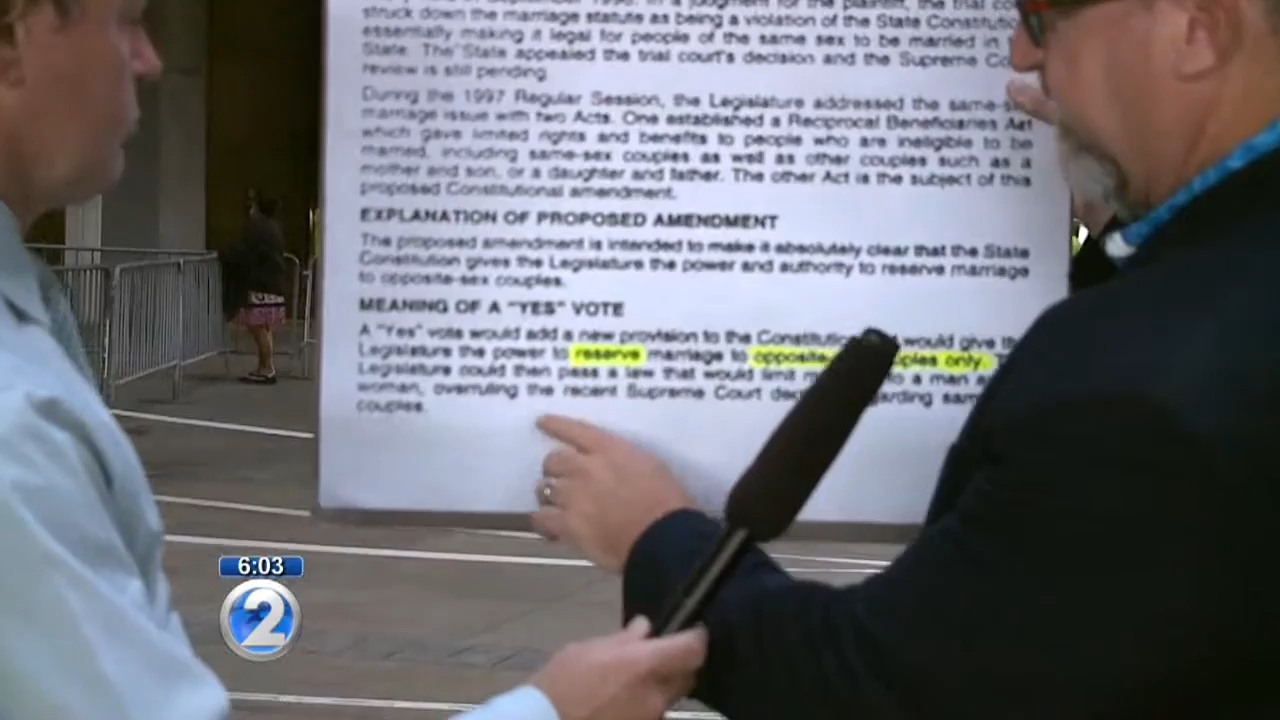 struck down the marriage statute as being a violation of the State
essentially making it legal for people of the same sex to be married in
State. The State appealed the trial court's decision and the Supreme
review is still pending.
During the 1997 Regular Session, the Legislature addressed the
marriage issue with two Acts. One established a Reciprocal Beneficiaries Act
which gave limited rights and benefits to people who are ineligible to be
married, including same-sex couples as well as other couples such as a
mother and son, or a daughter and father. The other Act is the subject of this
proposed Constitutional amendment.
EXPLANATION OF PROPOSED AMENDMENT
The proposed amendment is intended to make it absolutely clear that the State
Constitution gives the Legislature the power and authority to reserve marriage
to opposite-sex couples.
MEANING OF A "YES" VOTE
A "Yes" vote would add a new provision to the would give
Legislature the power to reserve marriage to only.
Legislature could then pass a law that would limit to a man
woman, overruling the recent Supreme Court
couples.
6:03
2